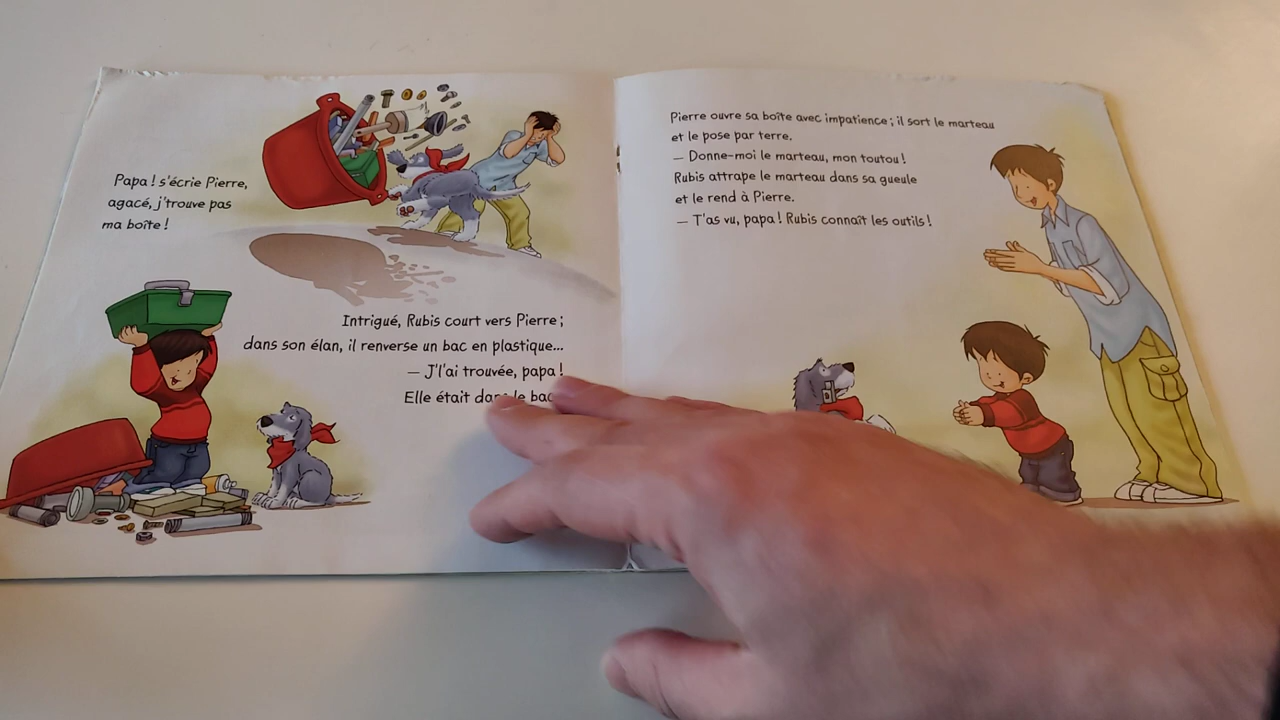 Papa ! s'écrie Pierre,
agacé, j'trouve pas
ma boîte !
Intrigué, Rubis court vers Pierre ;
dans son élan, il renverse un bac en plastique...
– J'l'ai trouvée, papa !
Elle était dans le bac
Pierre ouvre sa boîte avec impatience ; il sort le marteau
et le pose par terre.
– Donne-moi le marteau, mon toutou !
Rubis attrape le marteau dans sa gueule
et le rend à Pierre.
– T'as vu, papa ! Rubis connaît les outils !